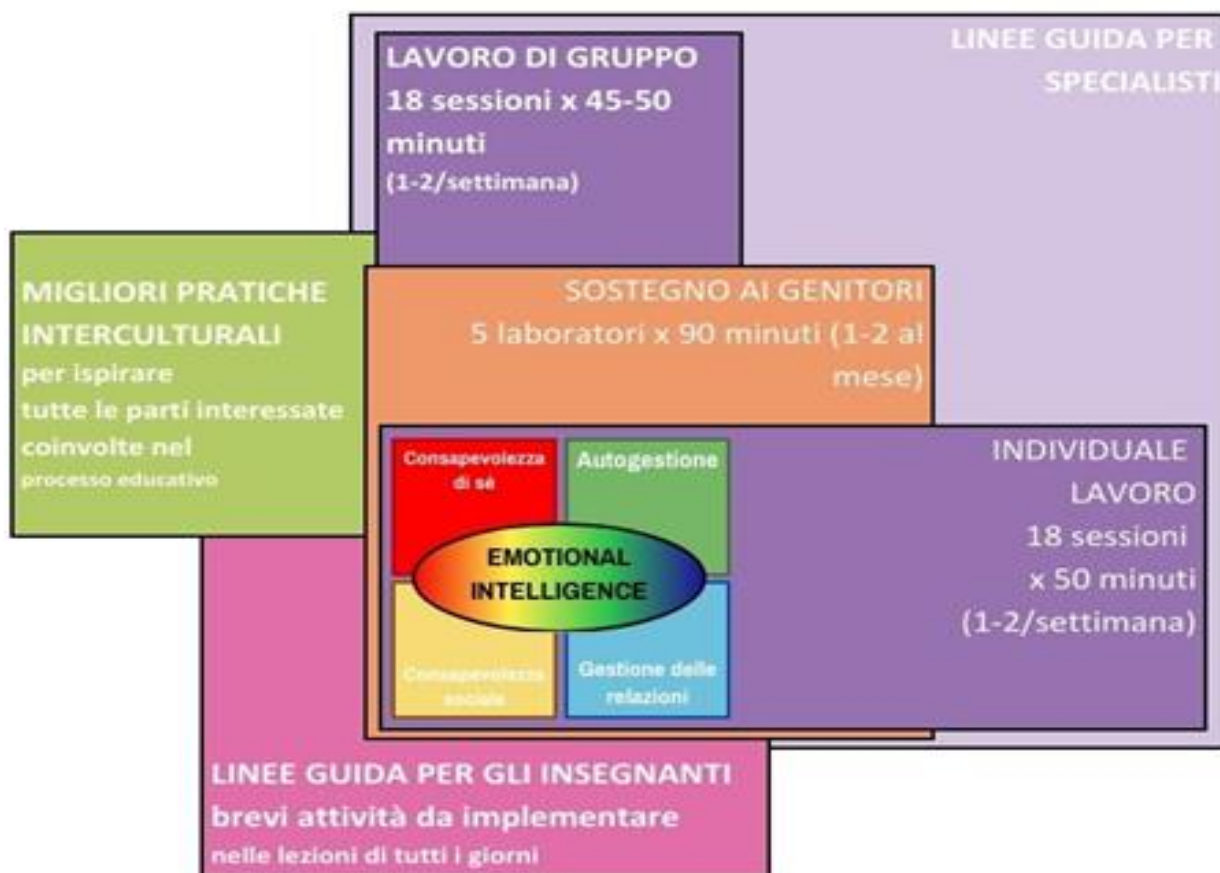 LINEE GUIDA PER
SPECIALISTI
LAVORO DI GRUPPO
18 sessioni x 45-50
minuti
(1-2/settimana)
MIGLIORI PRATICHE
INTERCULTURALI
per ispirare
tutte le parti interessate
coinvolte nel
processo educativo
SOSTEGNO AI GENITORI
5 laboratori x 90 minuti (1-2 al
mese)
INDIVIDUALE
LAVORO
18 sessioni
x 50 minuti
(1-2/settimana)
Consapevolezza
di sé
Autogestione
EMOTIONAL
INTELLIGENCE
Consapevolezza
sociale
Gestione delle
relazioni
LINEE GUIDA PER GLI INSEGNANTI
brevi attività da implementare
nelle lezioni di tutti i giorni